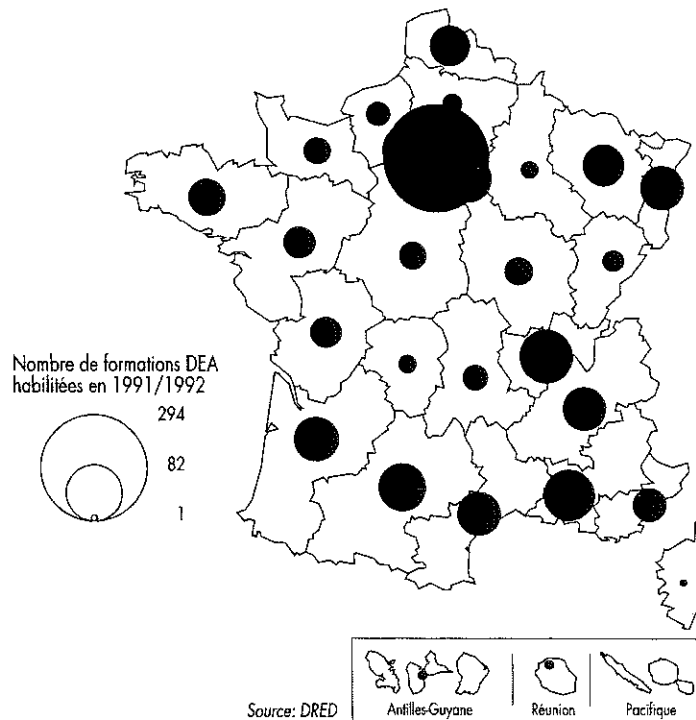 Nombre de formations DEA
habilitées en 1991/1992
294
82
1
Source: DRED
Antilles-Guyane
Réunion
Pacifique